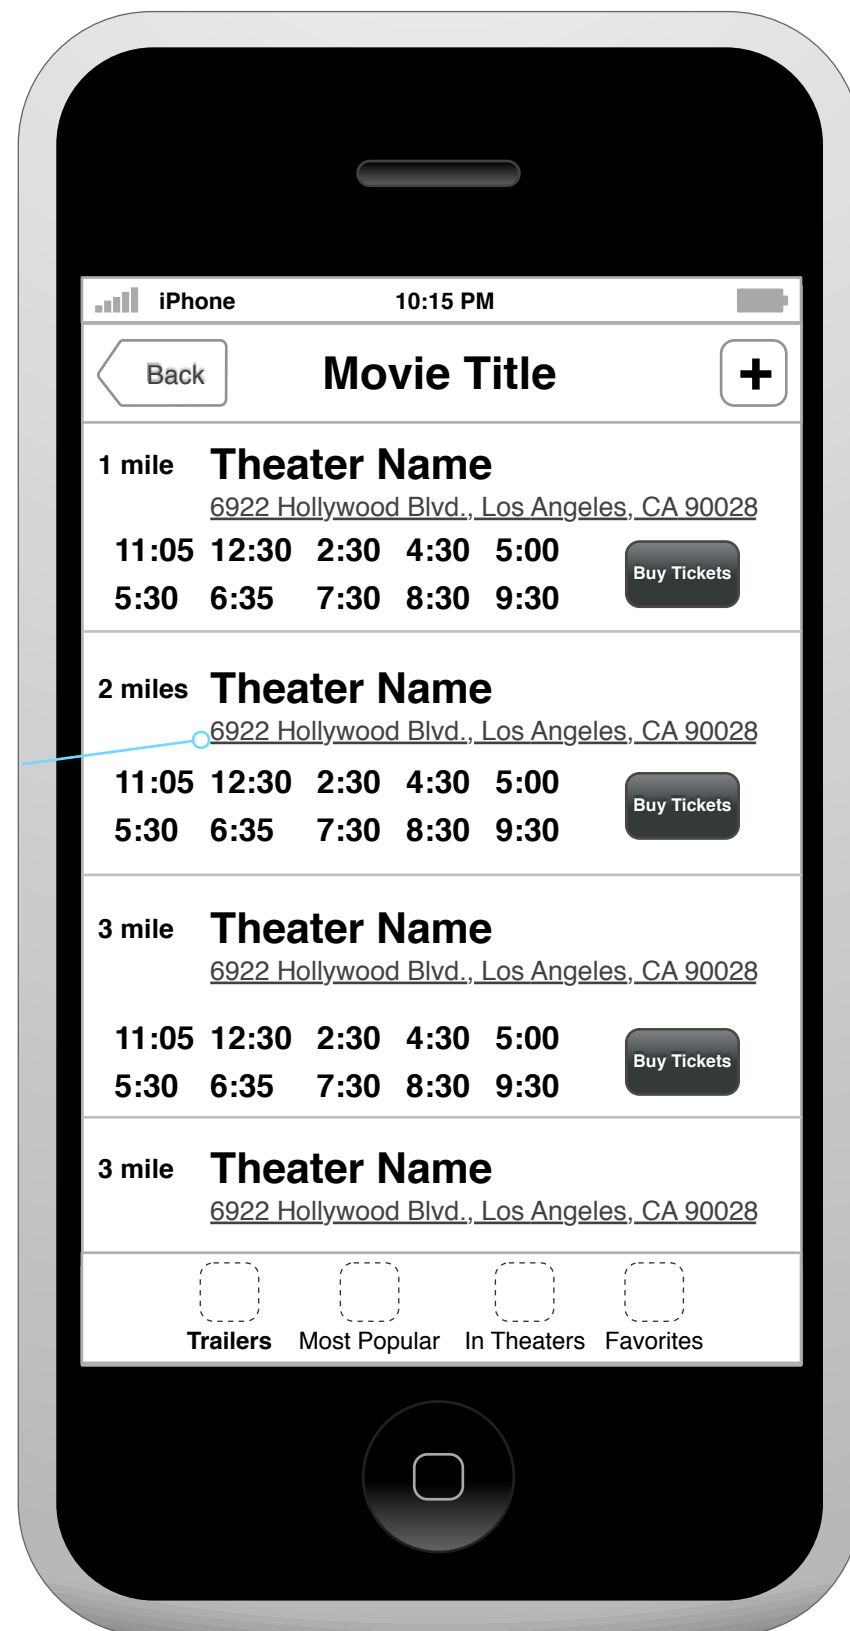 iPhone 10:15 PM
Back Movie Title +
1 mile Theater Name
6922 Hollywood Blvd., Los Angeles, CA 90028
11:05 12:30 2:30 4:30 5:00
Buy Tickets
5:30 6:35 7:30 8:30 9:30
2 miles Theater Name
6922 Hollywood Blvd., Los Angeles, CA 90028
11:05 12:30 2:30 4:30 5:00
Buy Tickets
5:30 6:35 7:30 8:30 9:30
3 mile Theater Name
6922 Hollywood Blvd., Los Angeles, CA 90028
11:05 12:30 2:30 4:30 5:00
Buy Tickets
5:30 6:35 7:30 8:30 9:30
3 mile Theater Name
6922 Hollywood Blvd., Los Angeles, CA 90028
Trailers Most Popular In Theaters Favorites